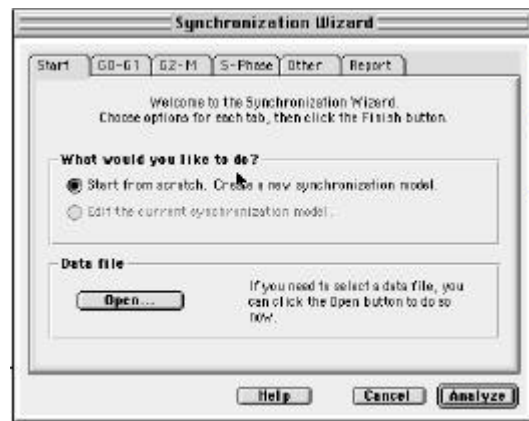 Synchronization Wizard
Start G0-G1 G2-M S-Phase Other Report
Welcome to the Synchronization Wizard.
Choose options for each tab, then click the Finish button.
What would you like to do?
Start from scratch. Create a new synchronization model.
Edit the current synchronization model.
Data file
Open...
If you need to select a data file, you
can click the Open button to do so
now.
Help Cancel Analyze